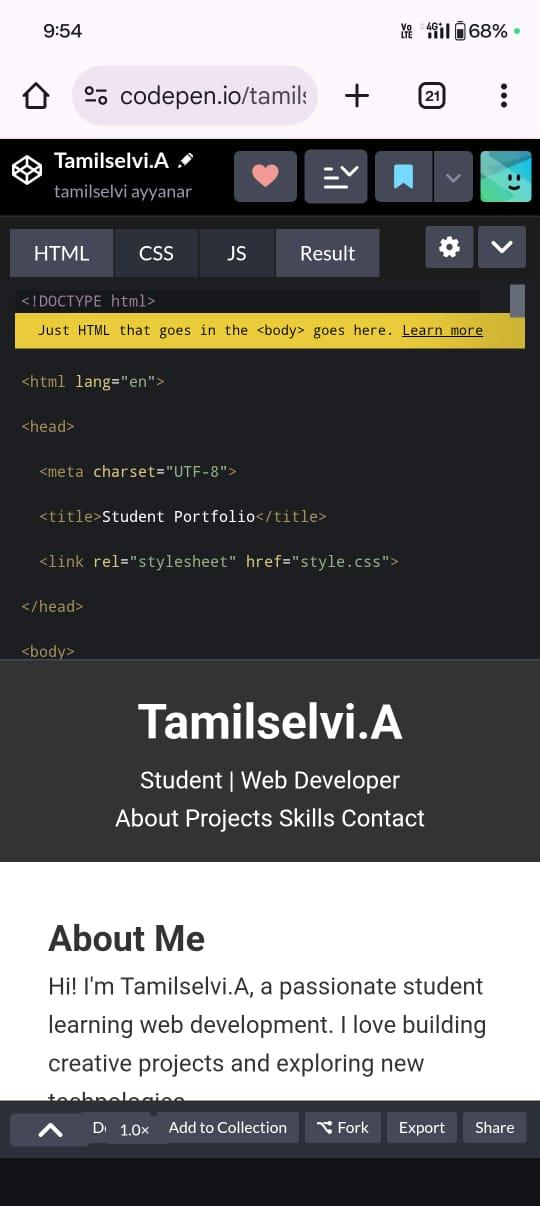 9:54
Vo LTE 4G+ 68%
codepen.io/tamils
21
Tamilselvi.A
tamilselvi ayyanar
HTML CSS JS Result
<!DOCTYPE html>
Just HTML that goes in the <body> goes here. Learn more
<html lang="en">
<head>
<meta charset="UTF-8">
<title>Student Portfolio</title>
<link rel="stylesheet" href="style.css">
</head>
<body>
Tamilselvi.A
Student | Web Developer
About Projects Skills Contact
About Me
Hi! I'm Tamilselvi.A, a passionate student
learning web development. I love building
creative projects and exploring new
technologies
1.0× Add to Collection Fork Export Share